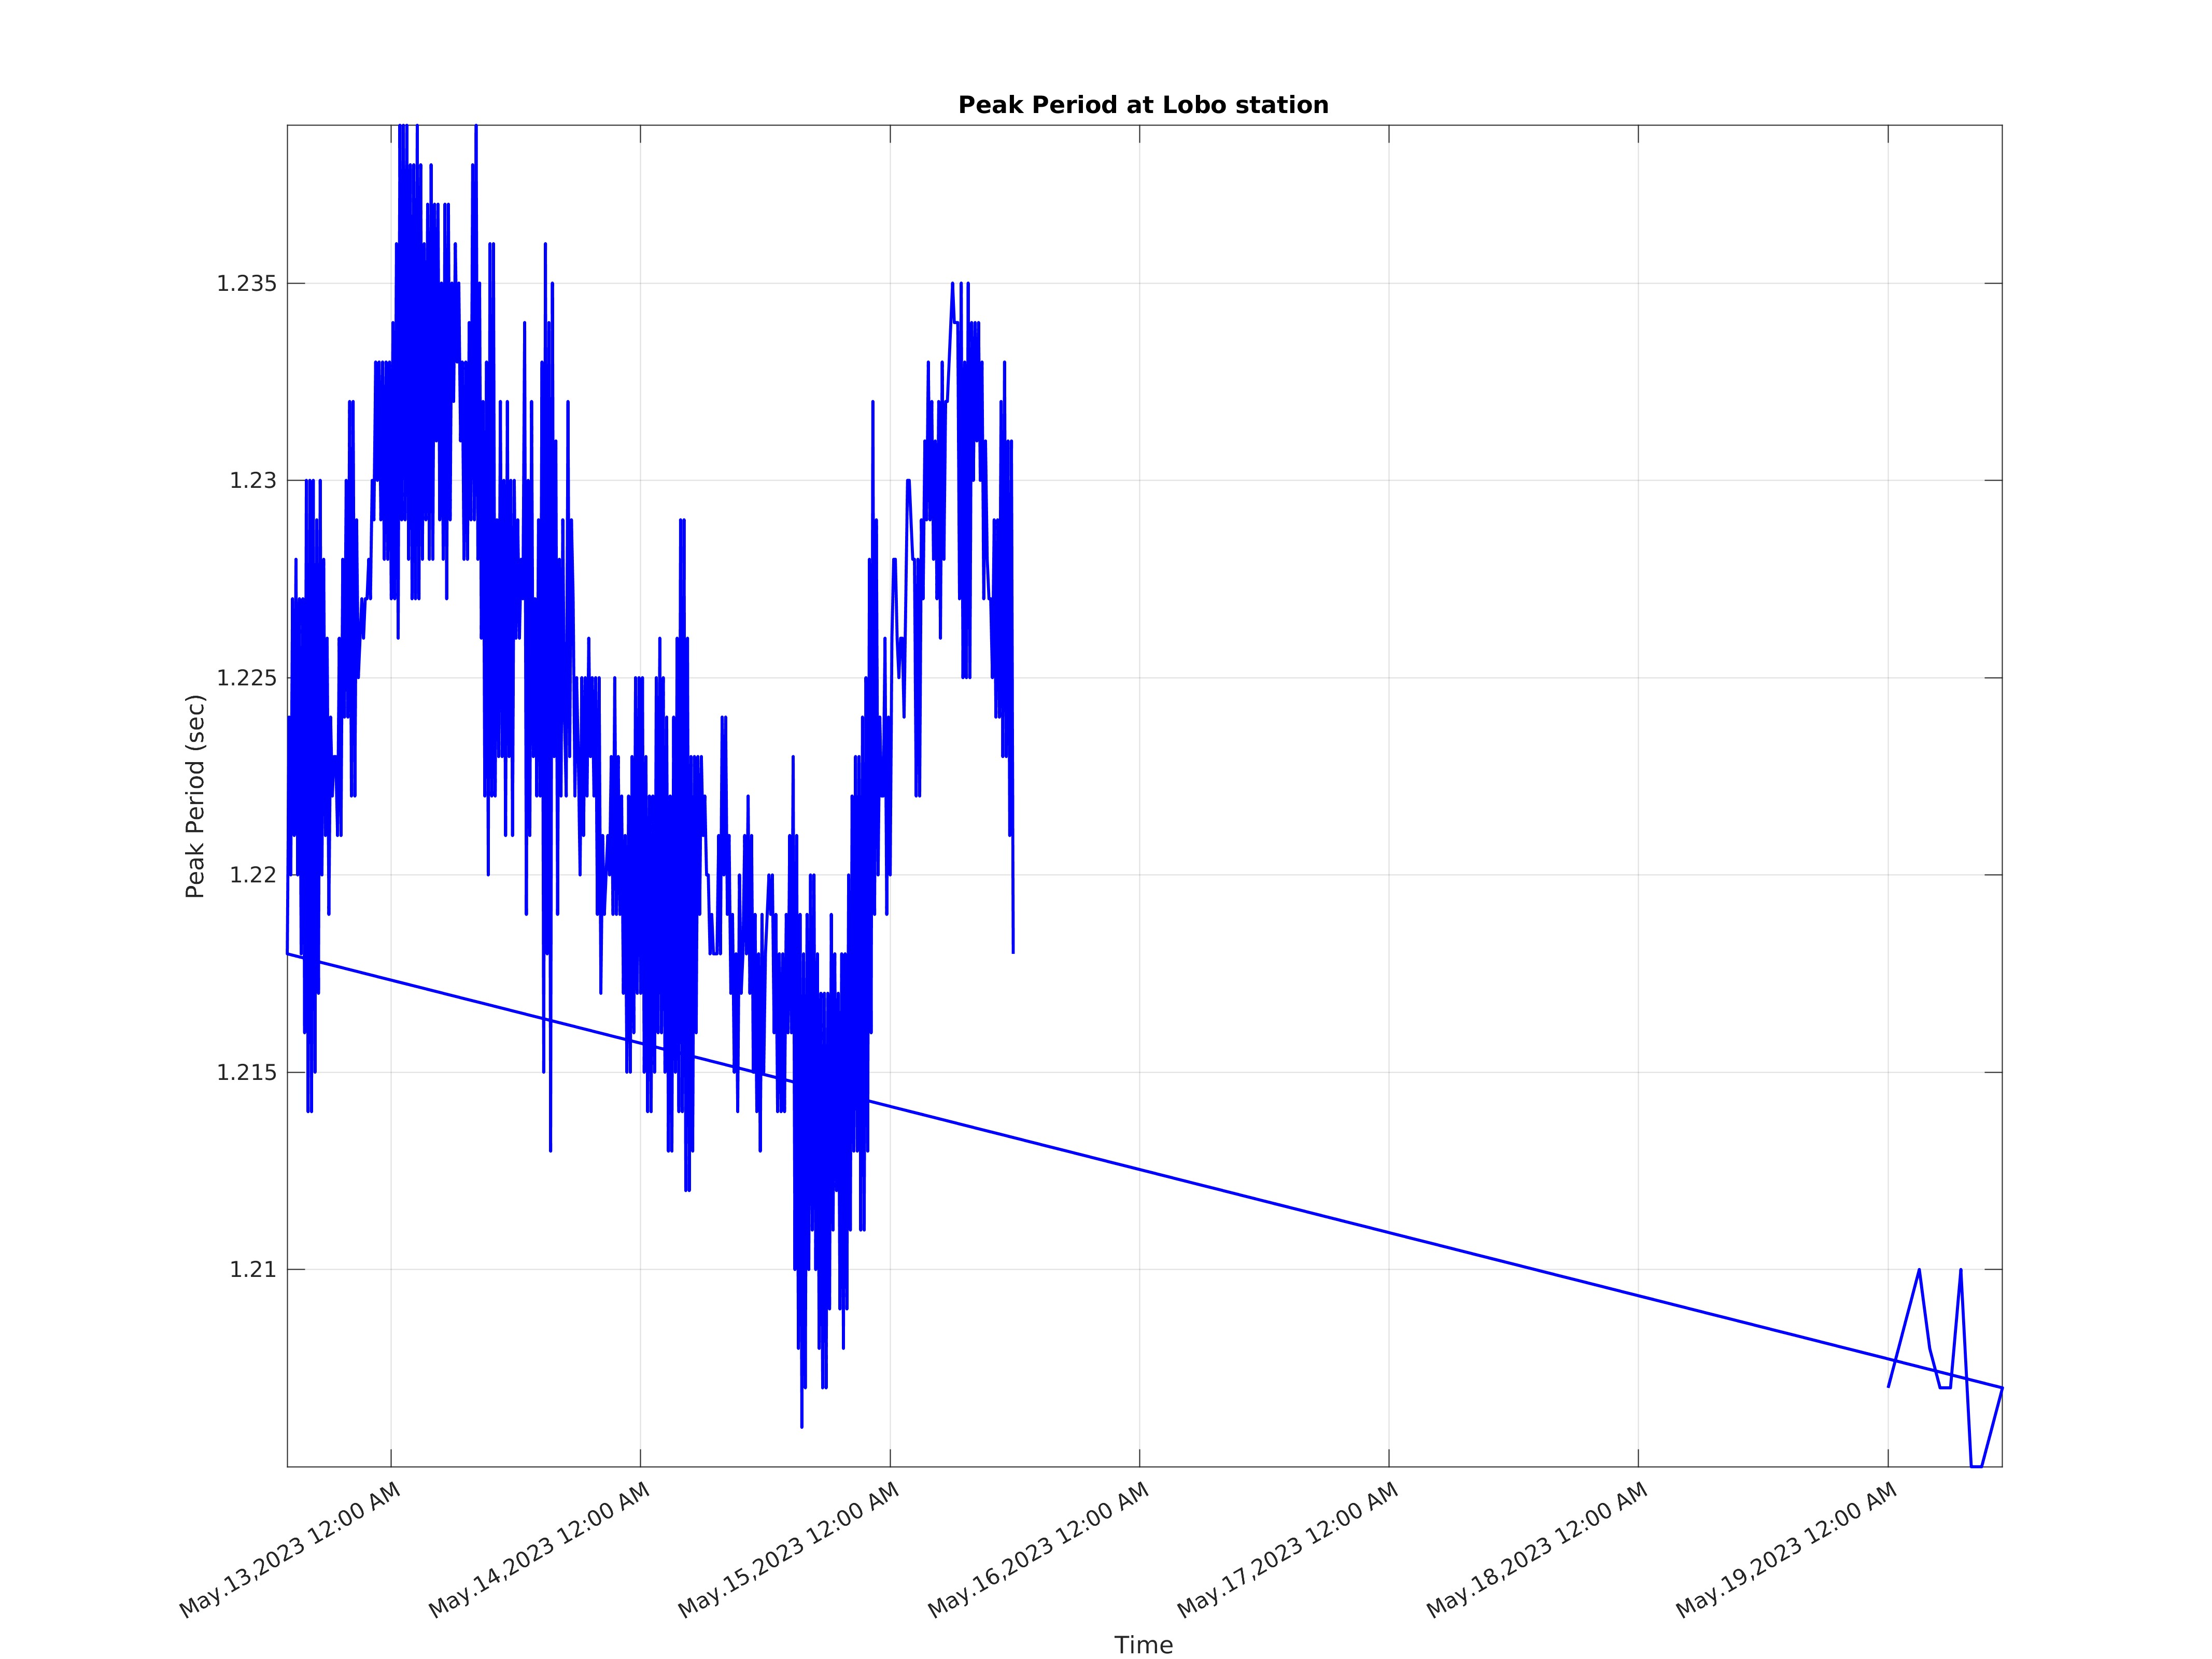 Peak Period at Lobo station
Peak Period (sec)
1.235
1.23
1.225
1.22
1.215
1.21
May.13,2023 12:00 AM
May.14,2023 12:00 AM
May.15,2023 12:00 AM
May.16,2023 12:00 AM
May.17,2023 12:00 AM
May.18,2023 12:00 AM
May.19,2023 12:00 AM
Time